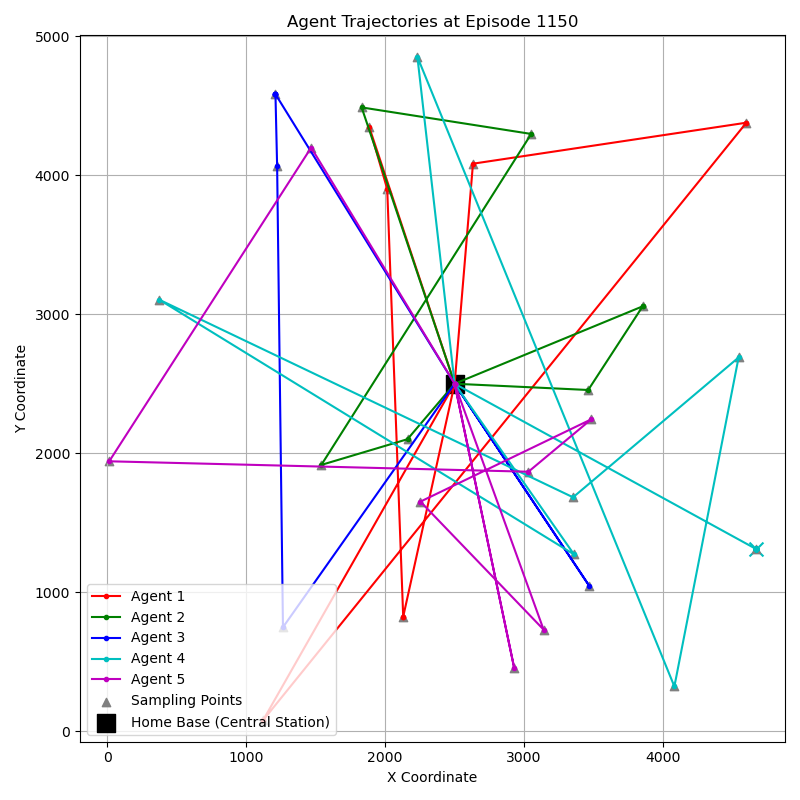 Agent Trajectories at Episode 1150
5000
4000
3000
2000
1000
0
Y Coordinate
Agent 1
Agent 2
Agent 3
Agent 4
Agent 5
Sampling Points
Home Base (Central Station)
0 1000 2000 3000 4000
X Coordinate